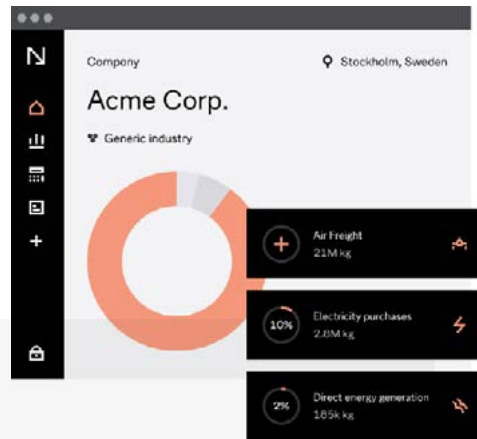 Company
Stockholm, Sweden
Acme Corp.
Generic industry
Air Freight
21M kg
10%
Electricity purchases
2.8M kg
2%
Direct energy generation
185k kg